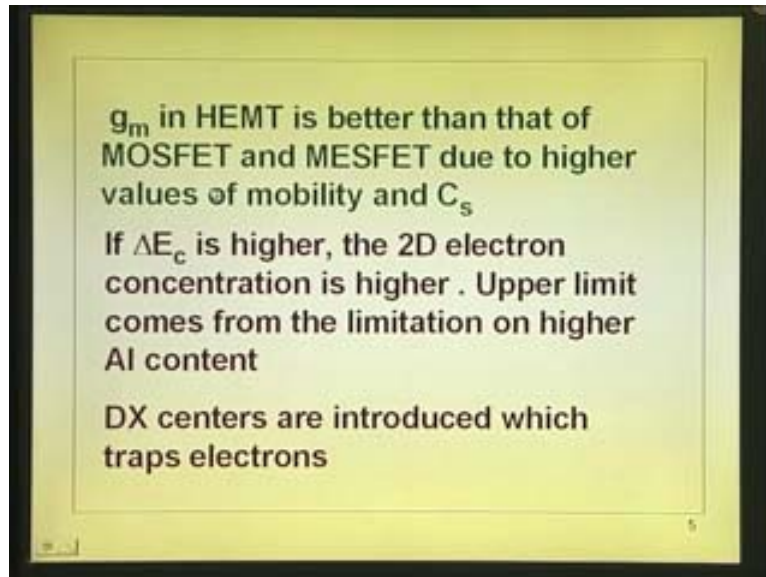 gm in HEMT is better than that of
MOSFET and MESFET due to higher
values of mobility and Cs
If ΔEc is higher, the 2D electron
concentration is higher . Upper limit
comes from the limitation on higher
Al content
DX centers are introduced which
traps electrons
5